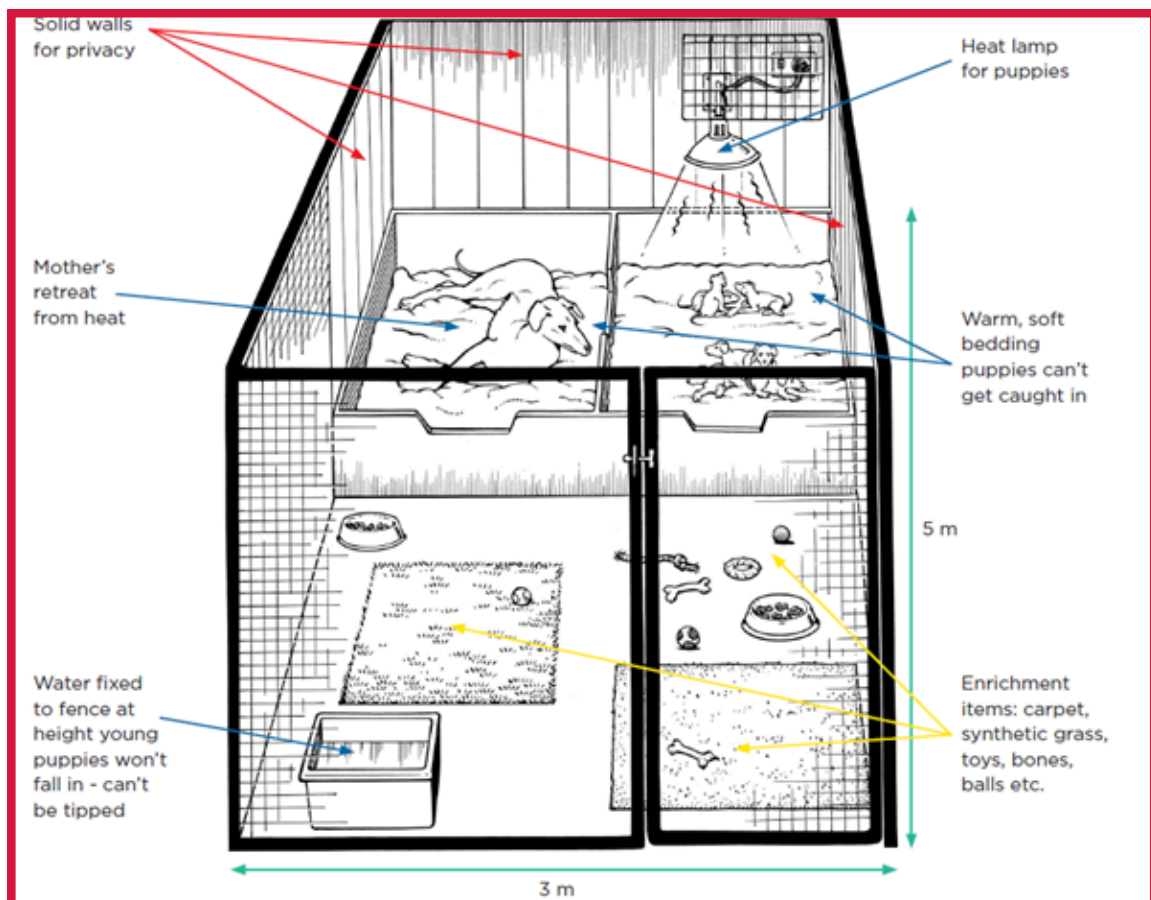 Solid walls
for privacy
Heat lamp
for puppies
Mother's
retreat
from heat
Warm, soft
bedding
puppies can't
get caught in
5 m
Water fixed
to fence at
height young
puppies won't
fall in - can't
be tipped
Enrichment
items: carpet,
synthetic grass,
toys, bones,
balls etc.
3 m